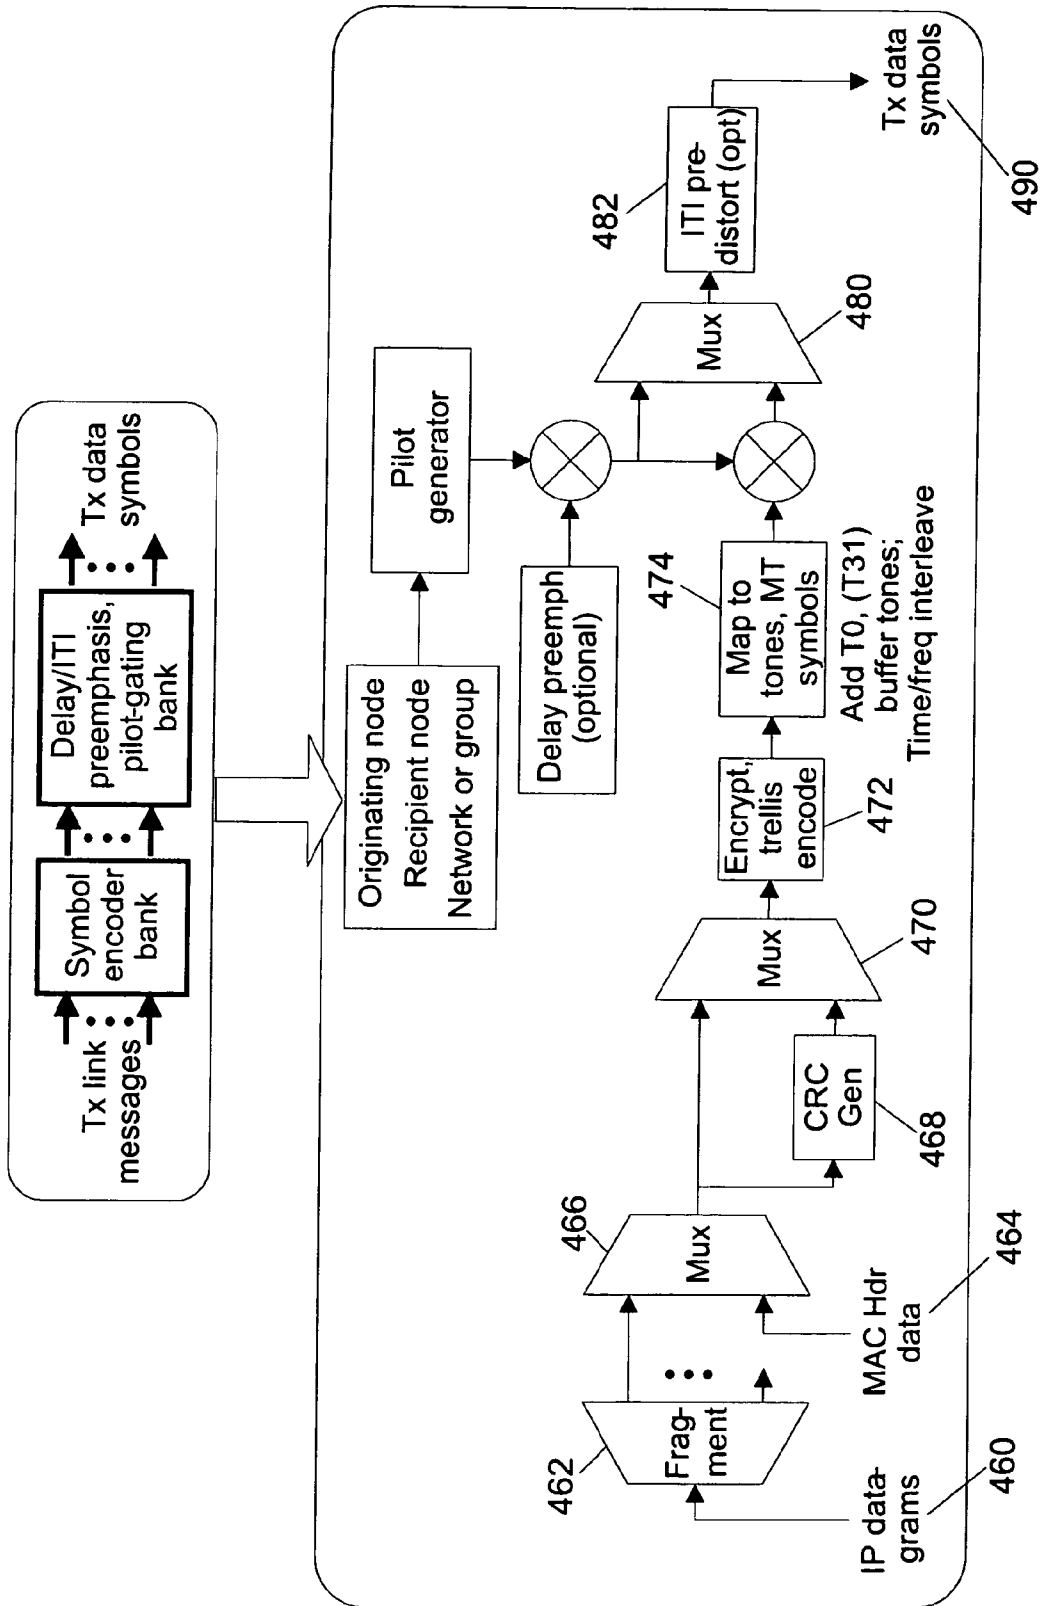 Tx link
messages
Symbol
encoder
bank
Delay/ITI
preemphasis,
pilot-gating
bank
Tx data
symbols
Originating node
Recipient node
Network or group
Pilot
generator
Delay preemph
(optional)
IP data-
grams
460
462
Frag-
ment
MAC Hdr
data
464
466
Mux
CRC
Gen
468
Mux
470
Encrypt,
trellis
encode
472
474
Map to
tones, MT
symbols
Add T0, (T31)
buffer tones;
Time/freq interleave
Mux
480
482
ITI pre-
distort (opt)
Tx data
symbols
490